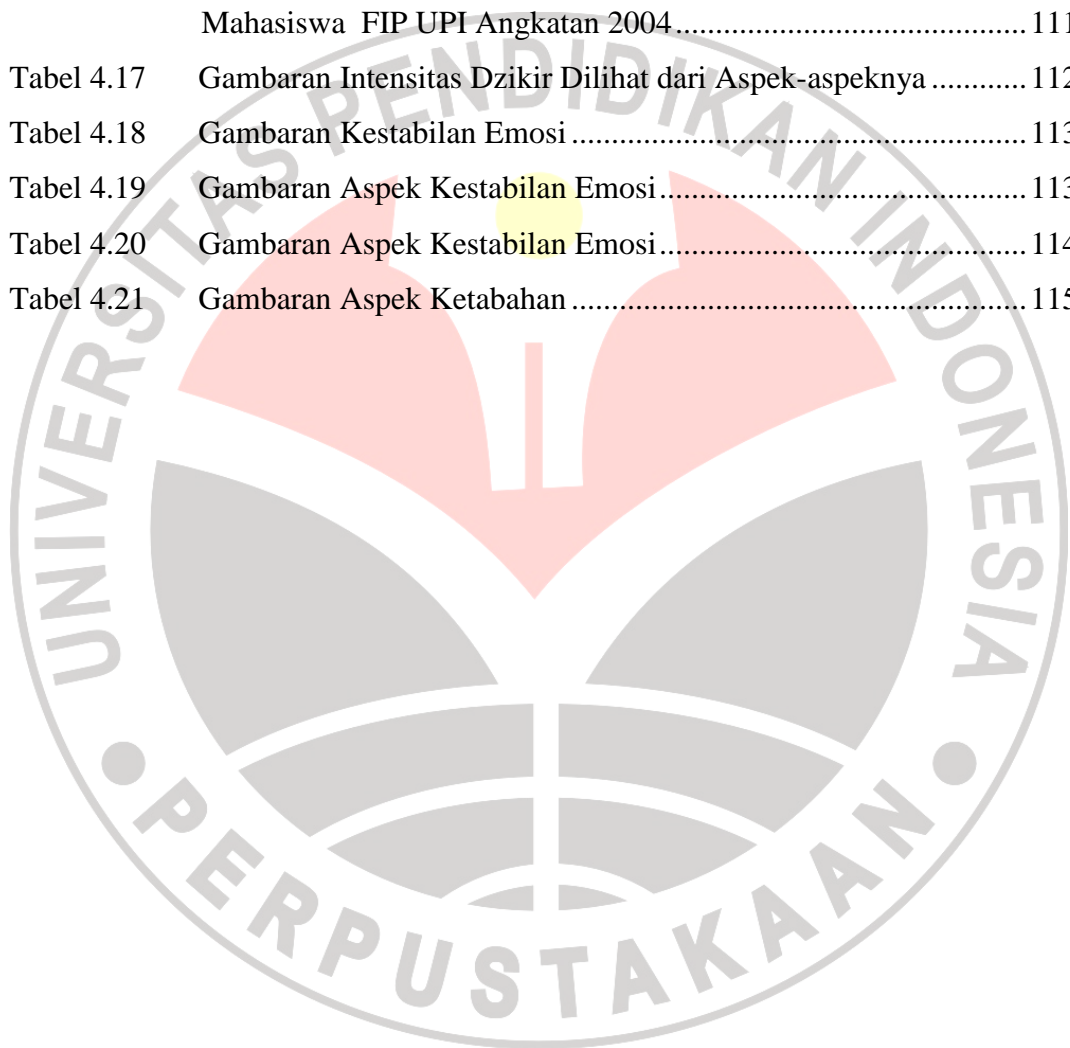 Mahasiswa FIP UPI Angkatan 2004 ..................................... 111
Tabel 4.17 Gambaran Intensitas Dzikir Dilihat dari Aspek-aspeknya ............ 112
Tabel 4.18 Gambaran Kestabilan Emosi ................................................ 113
Tabel 4.19 Gambaran Aspek Kestabilan Emosi ....................................... 113
Tabel 4.20 Gambaran Aspek Kestabilan Emosi ....................................... 114
Tabel 4.21 Gambaran Aspek Ketabahan ................................................ 115
UNIVERSITAS PENDIDIKAN INDONESIA
PERPUSTAKAAN